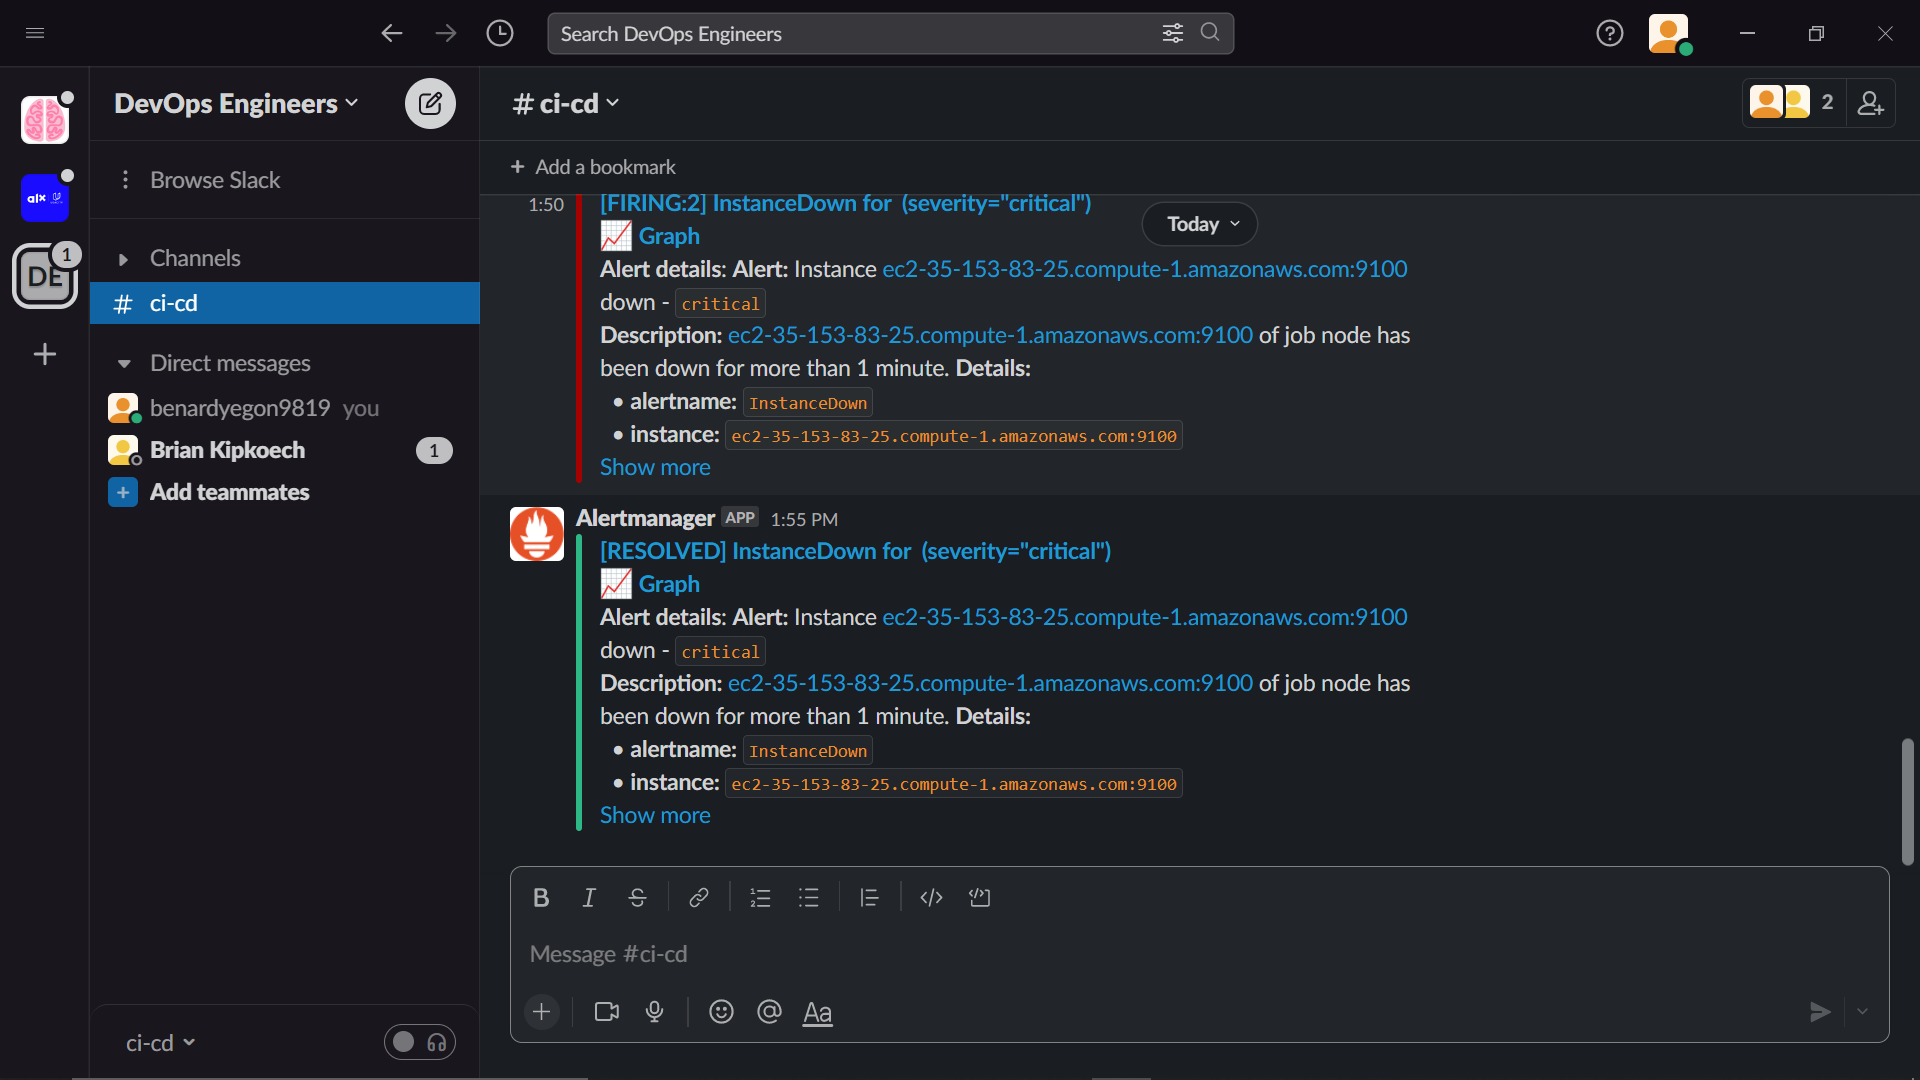 Search DevOps Engineers
DevOps Engineers
# ci-cd
2
Browse Slack
+ Add a bookmark
alx
DE
1
Channels
# ci-cd
Direct messages
benardyegon9819 you
Brian Kipkoech 1
Add teammates
Today
1:50
[FIRING:2] InstanceDown for (severity="critical")
Graph
Alert details: Alert: Instance ec2-35-153-83-25.compute-1.amazonaws.com:9100
down - critical
Description: ec2-35-153-83-25.compute-1.amazonaws.com:9100 of job node has
been down for more than 1 minute. Details:
• alertname: InstanceDown
• instance: ec2-35-153-83-25.compute-1.amazonaws.com:9100
Show more
Alertmanager APP 1:55 PM
[RESOLVED] InstanceDown for (severity="critical")
Graph
Alert details: Alert: Instance ec2-35-153-83-25.compute-1.amazonaws.com:9100
down - critical
Description: ec2-35-153-83-25.compute-1.amazonaws.com:9100 of job node has
been down for more than 1 minute. Details:
• alertname: InstanceDown
• instance: ec2-35-153-83-25.compute-1.amazonaws.com:9100
Show more
B I S
Message #ci-cd
@ Aa
ci-cd